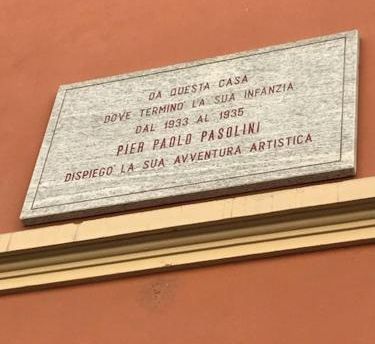 DA QUESTA CASA
DOVE TERMINÒ LA SUA INFANZIA
DAL 1933 AL 1935
PIER PAOLO PASOLINI
DISPIEGÒ LA SUA AVVENTURA ARTISTICA